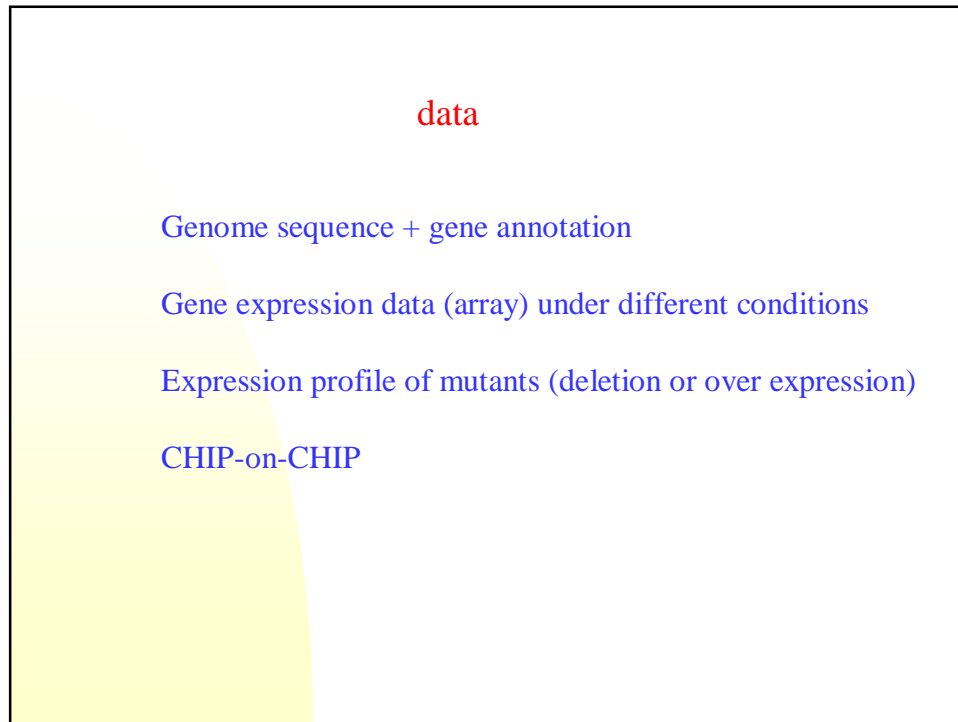 data
Genome sequence + gene annotation
Gene expression data (array) under different conditions
Expression profile of mutants (deletion or over expression)
CHIP-on-CHIP